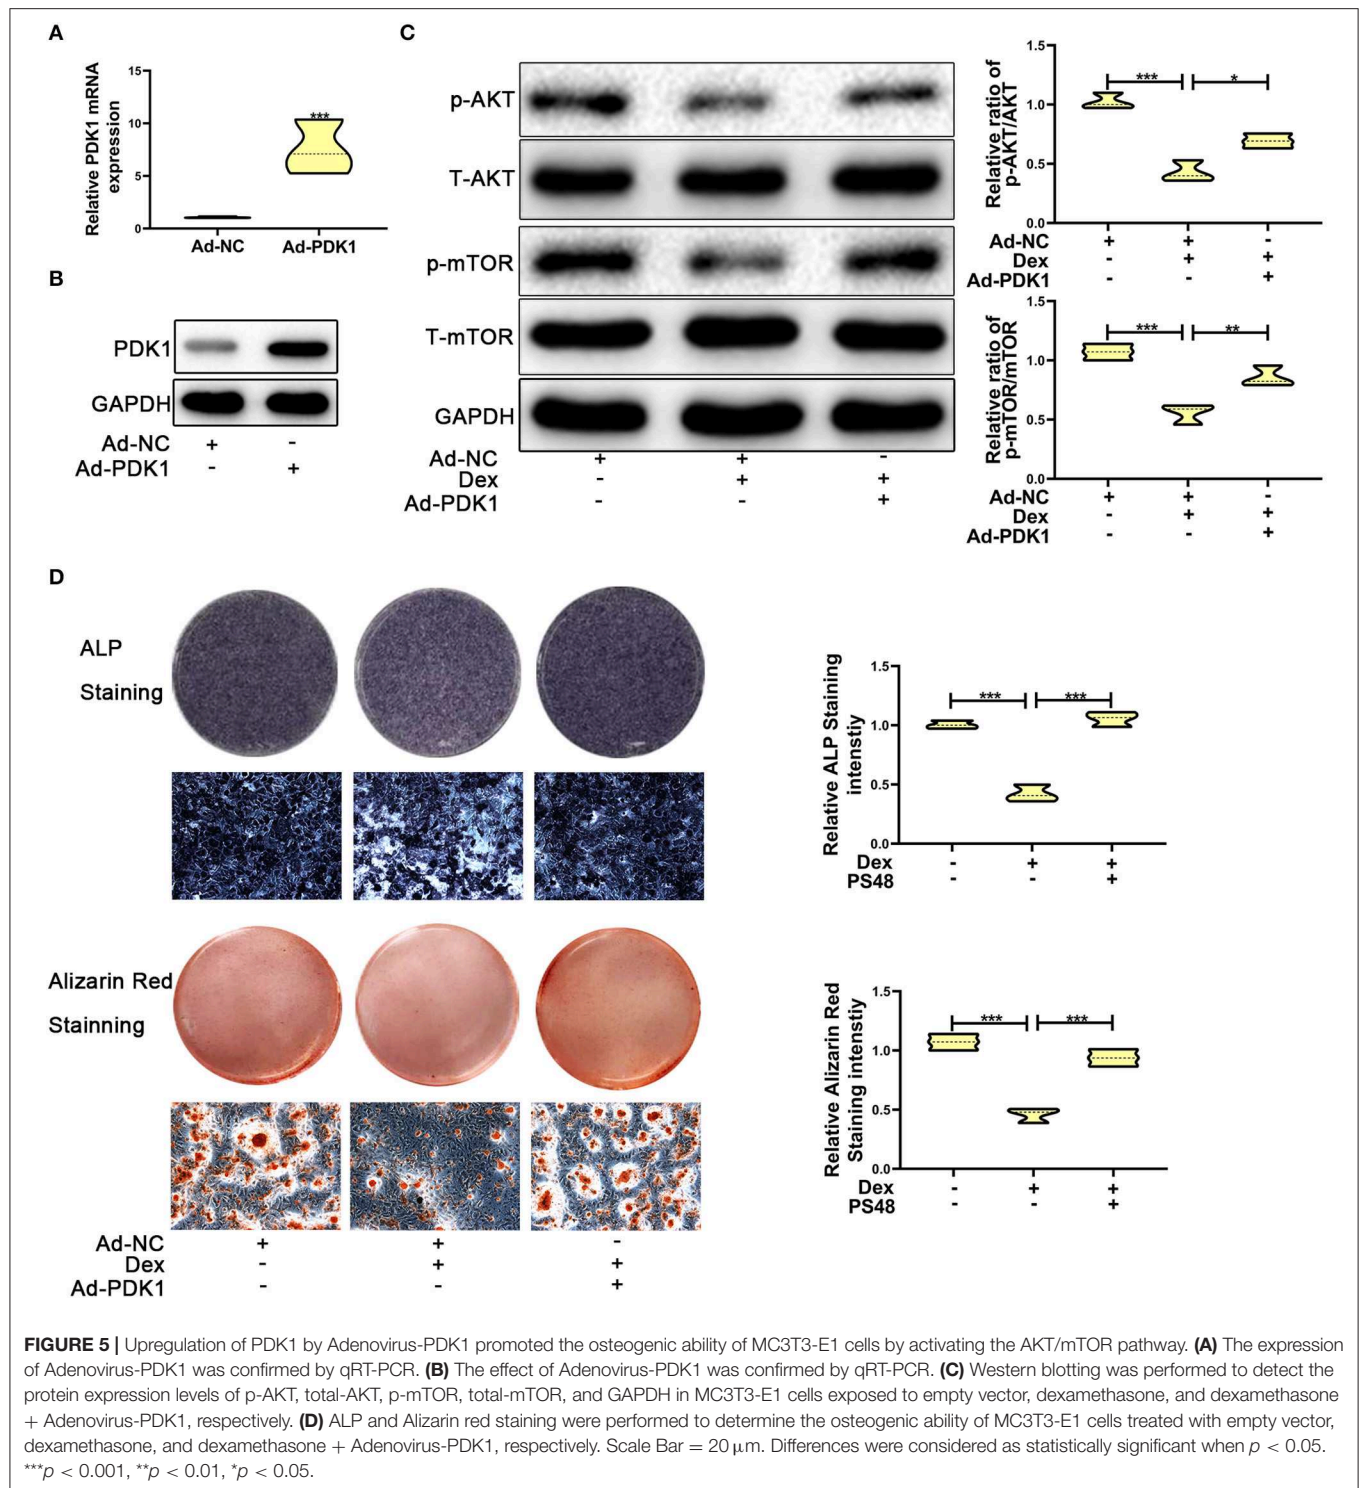 A
Relative PDK1 mRNA
expression
15
10
5
0
***
Ad-NC
Ad-PDK1
B
PDK1
GAPDH
Ad-NC + -
Ad-PDK1 - +
C
p-AKT
T-AKT
p-mTOR
T-mTOR
GAPDH
Ad-NC + + -
Dex - + +
Ad-PDK1 - - +
Relative ratio of
p-AKT/AKT
1.5
1.0
0.5
0.0
*** *
Ad-NC + + -
Dex - + +
Ad-PDK1 - - +
Relative ratio of
p-mTOR/mTOR
1.5
1.0
0.5
0.0
*** **
Ad-NC + + -
Dex - + +
Ad-PDK1 - - +
D
ALP
Staining
Alizarin Red
Stainning
Ad-NC + + -
Dex - + +
Ad-PDK1 - - +
Relative ALP Staining
intenstiy
1.5
1.0
0.5
0.0
*** ***
Dex - + +
PS48 - - +
Relative Alizarin Red
Staining intenstiy
1.5
1.0
0.5
0.0
*** ***
Dex - + +
PS48 - - +
FIGURE 5 | Upregulation of PDK1 by Adenovirus-PDK1 promoted the osteogenic ability of MC3T3-E1 cells by activating the AKT/mTOR pathway. (A) The expression
of Adenovirus-PDK1 was confirmed by qRT-PCR. (B) The effect of Adenovirus-PDK1 was confirmed by qRT-PCR. (C) Western blotting was performed to detect the
protein expression levels of p-AKT, total-AKT, p-mTOR, total-mTOR, and GAPDH in MC3T3-E1 cells exposed to empty vector, dexamethasone, and dexamethasone
+ Adenovirus-PDK1, respectively. (D) ALP and Alizarin red staining were performed to determine the osteogenic ability of MC3T3-E1 cells treated with empty vector,
dexamethasone, and dexamethasone + Adenovirus-PDK1, respectively. Scale Bar = 20 μm. Differences were considered as statistically significant when p < 0.05.
***p < 0.001, **p < 0.01, *p < 0.05.